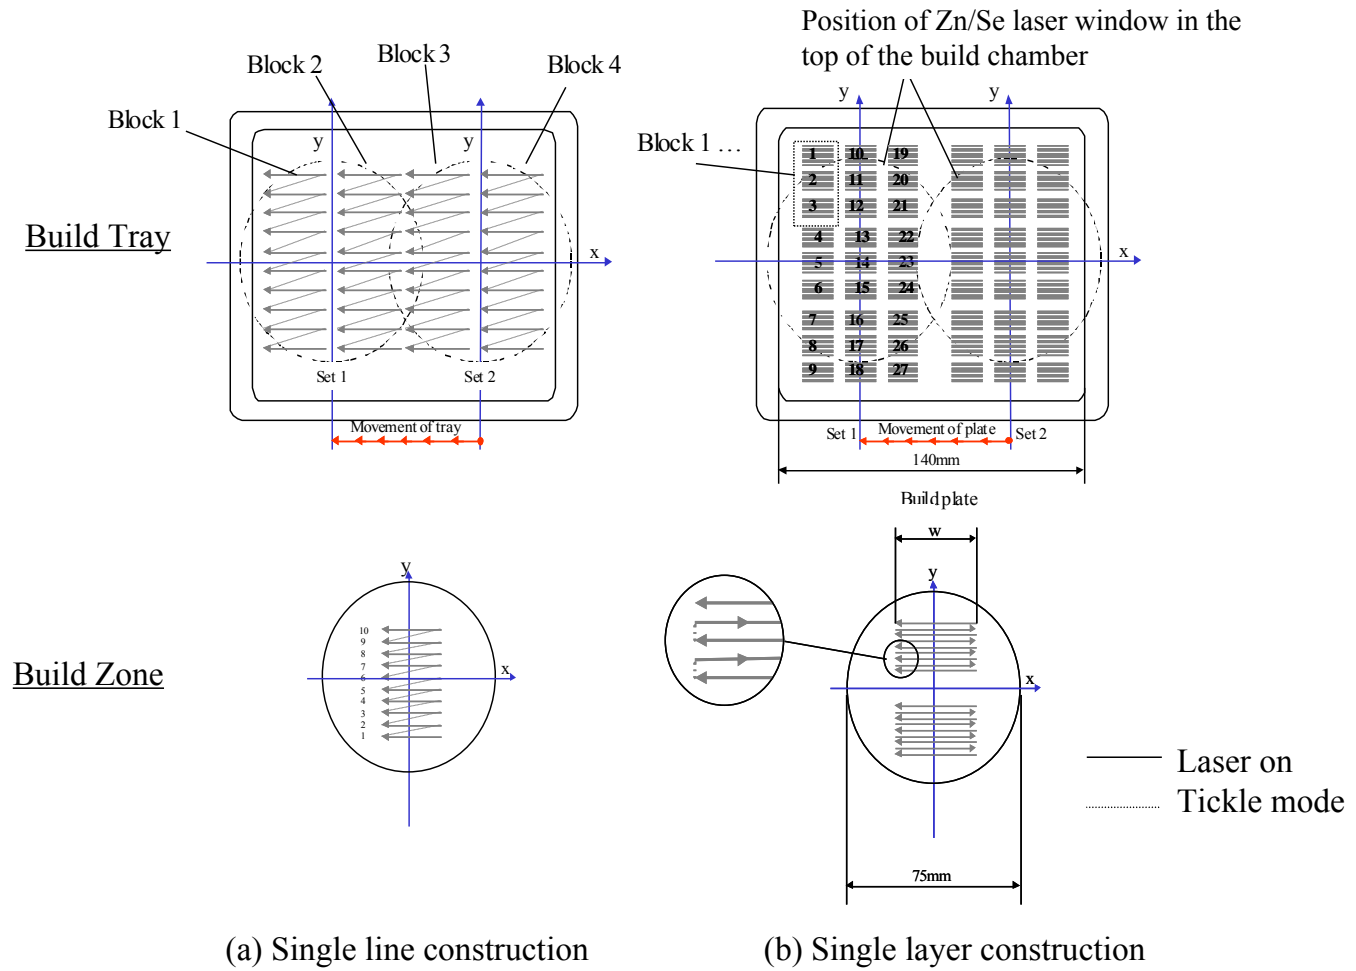 Position of Zn/Se laser window in the
top of the build chamber
Block 1
Block 2
Block 3
Block 4
y
y
x
Set 1
Set 2
Movement of tray
Build Tray
Block 1 ...
y
y
x
1 10 19
2 11 20
3 12 21
4 13 22
5 14 23
6 15 24
7 16 25
8 17 26
9 18 27
Set 1
Movement of plate
Set 2
140mm
Build plate
Build Zone
y
x
10
9
8
7
6
5
4
3
2
1
w
y
x
75mm
Laser on
Tickle mode
(a) Single line construction
(b) Single layer construction